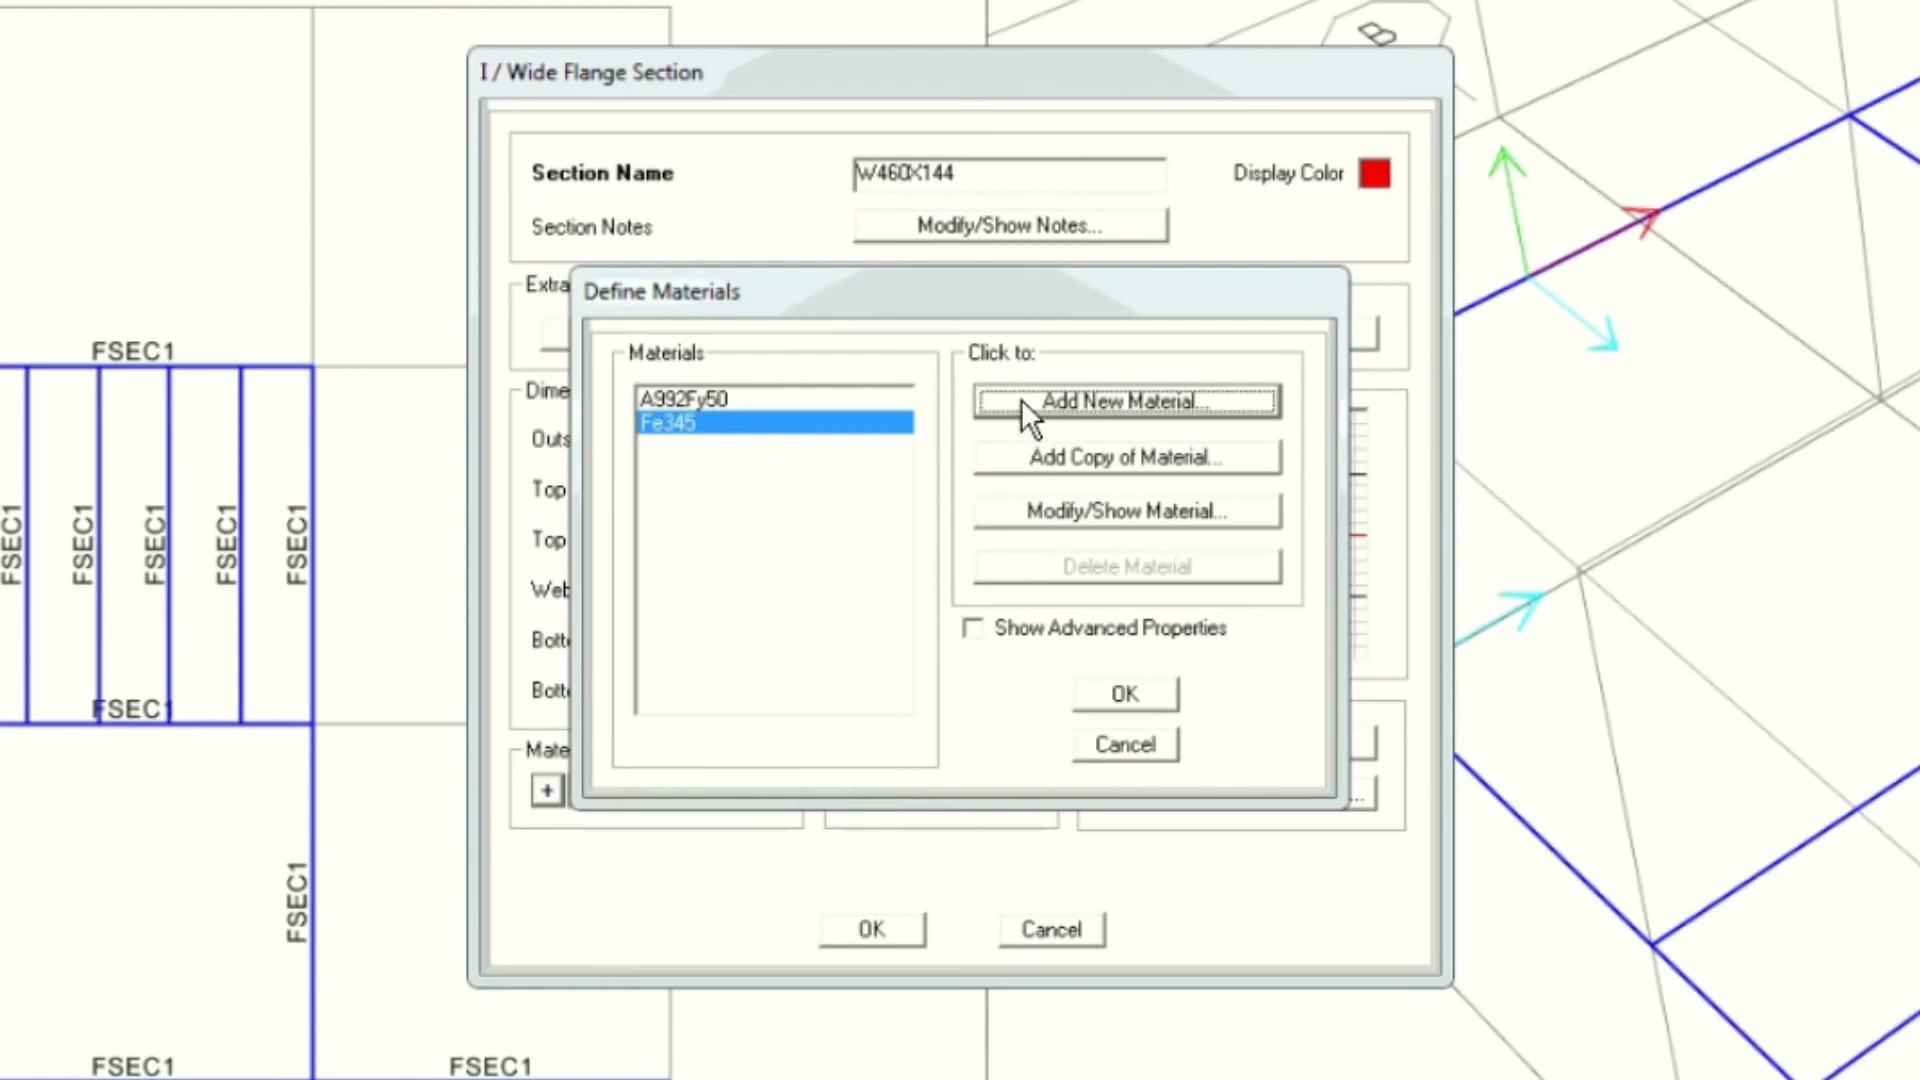 B
I / Wide Flange Section
Section Name
W460X144
Display Color
Section Notes
Modify/Show Notes...
Extra
Define Materials
Materials
Click to:
A992Fy50
Fe345
Add New Material...
Add Copy of Material...
Modify/Show Material...
Delete Material
Show Advanced Properties
OK
Cancel
Dime
Outs
Top
Top
Web
Botto
Botto
Mate
+
...
OK
Cancel
FSEC1
FSEC1
FSEC1
FSEC1
FSEC1
FSEC1
FSEC1
FSEC1
FSEC1
FSEC1